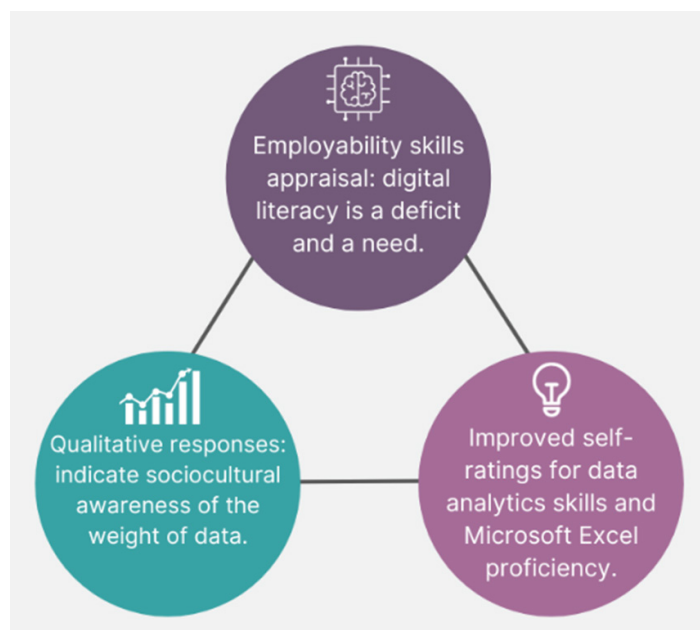 Employability skills
appraisal: digital
literacy is a deficit
and a need.
Qualitative responses:
indicate sociocultural
awareness of the
weight of data.
Improved self-
ratings for data
analytics skills and
Microsoft Excel
proficiency.